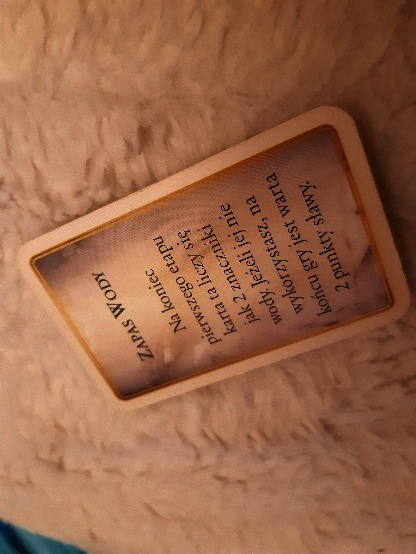 ZAPAS WODY
Na koniec
pierwszego etapu
karta ta liczy się
jak 2 znaczniki
wody. Jeżeli jej nie
wykorzystasz, na
końcu gry jest warta
2 punkty sławy.